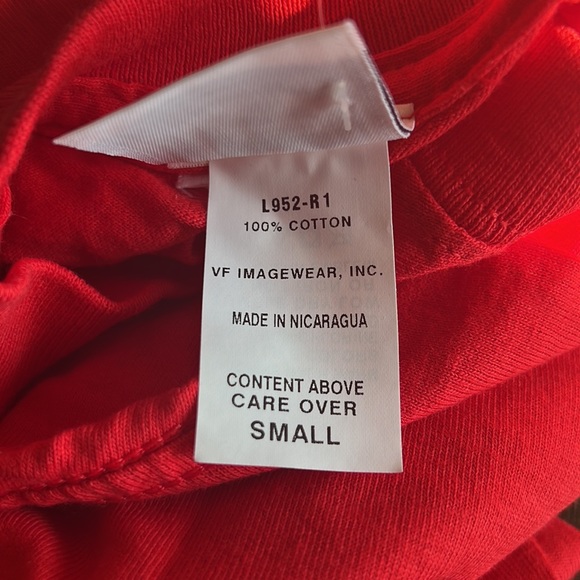 L952-R1
100% COTTON
VF IMAGEWEAR, INC.
MADE IN NICARAGUA
CONTENT ABOVE
CARE OVER
SMALL